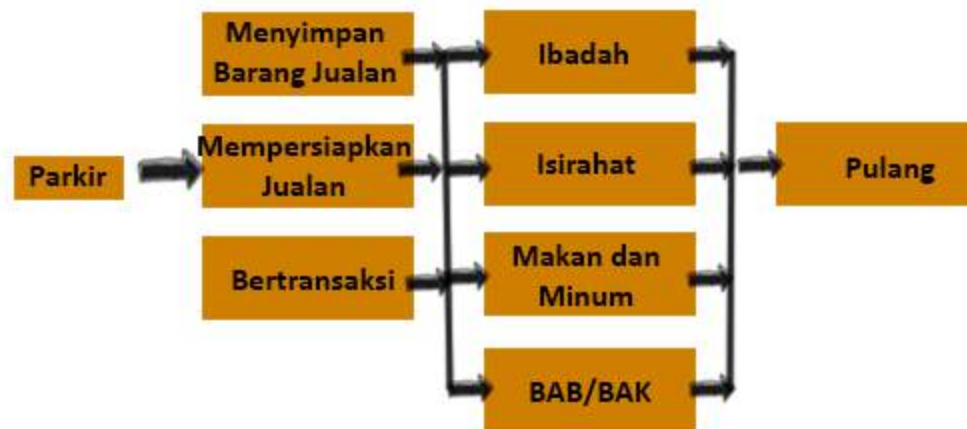 Parkir
Menyimpan
Barang Jualan
Mempersiapkan
Jualan
Bertransaksi
Ibadah
Isirahat
Makan dan
Minum
BAB/BAK
Pulang